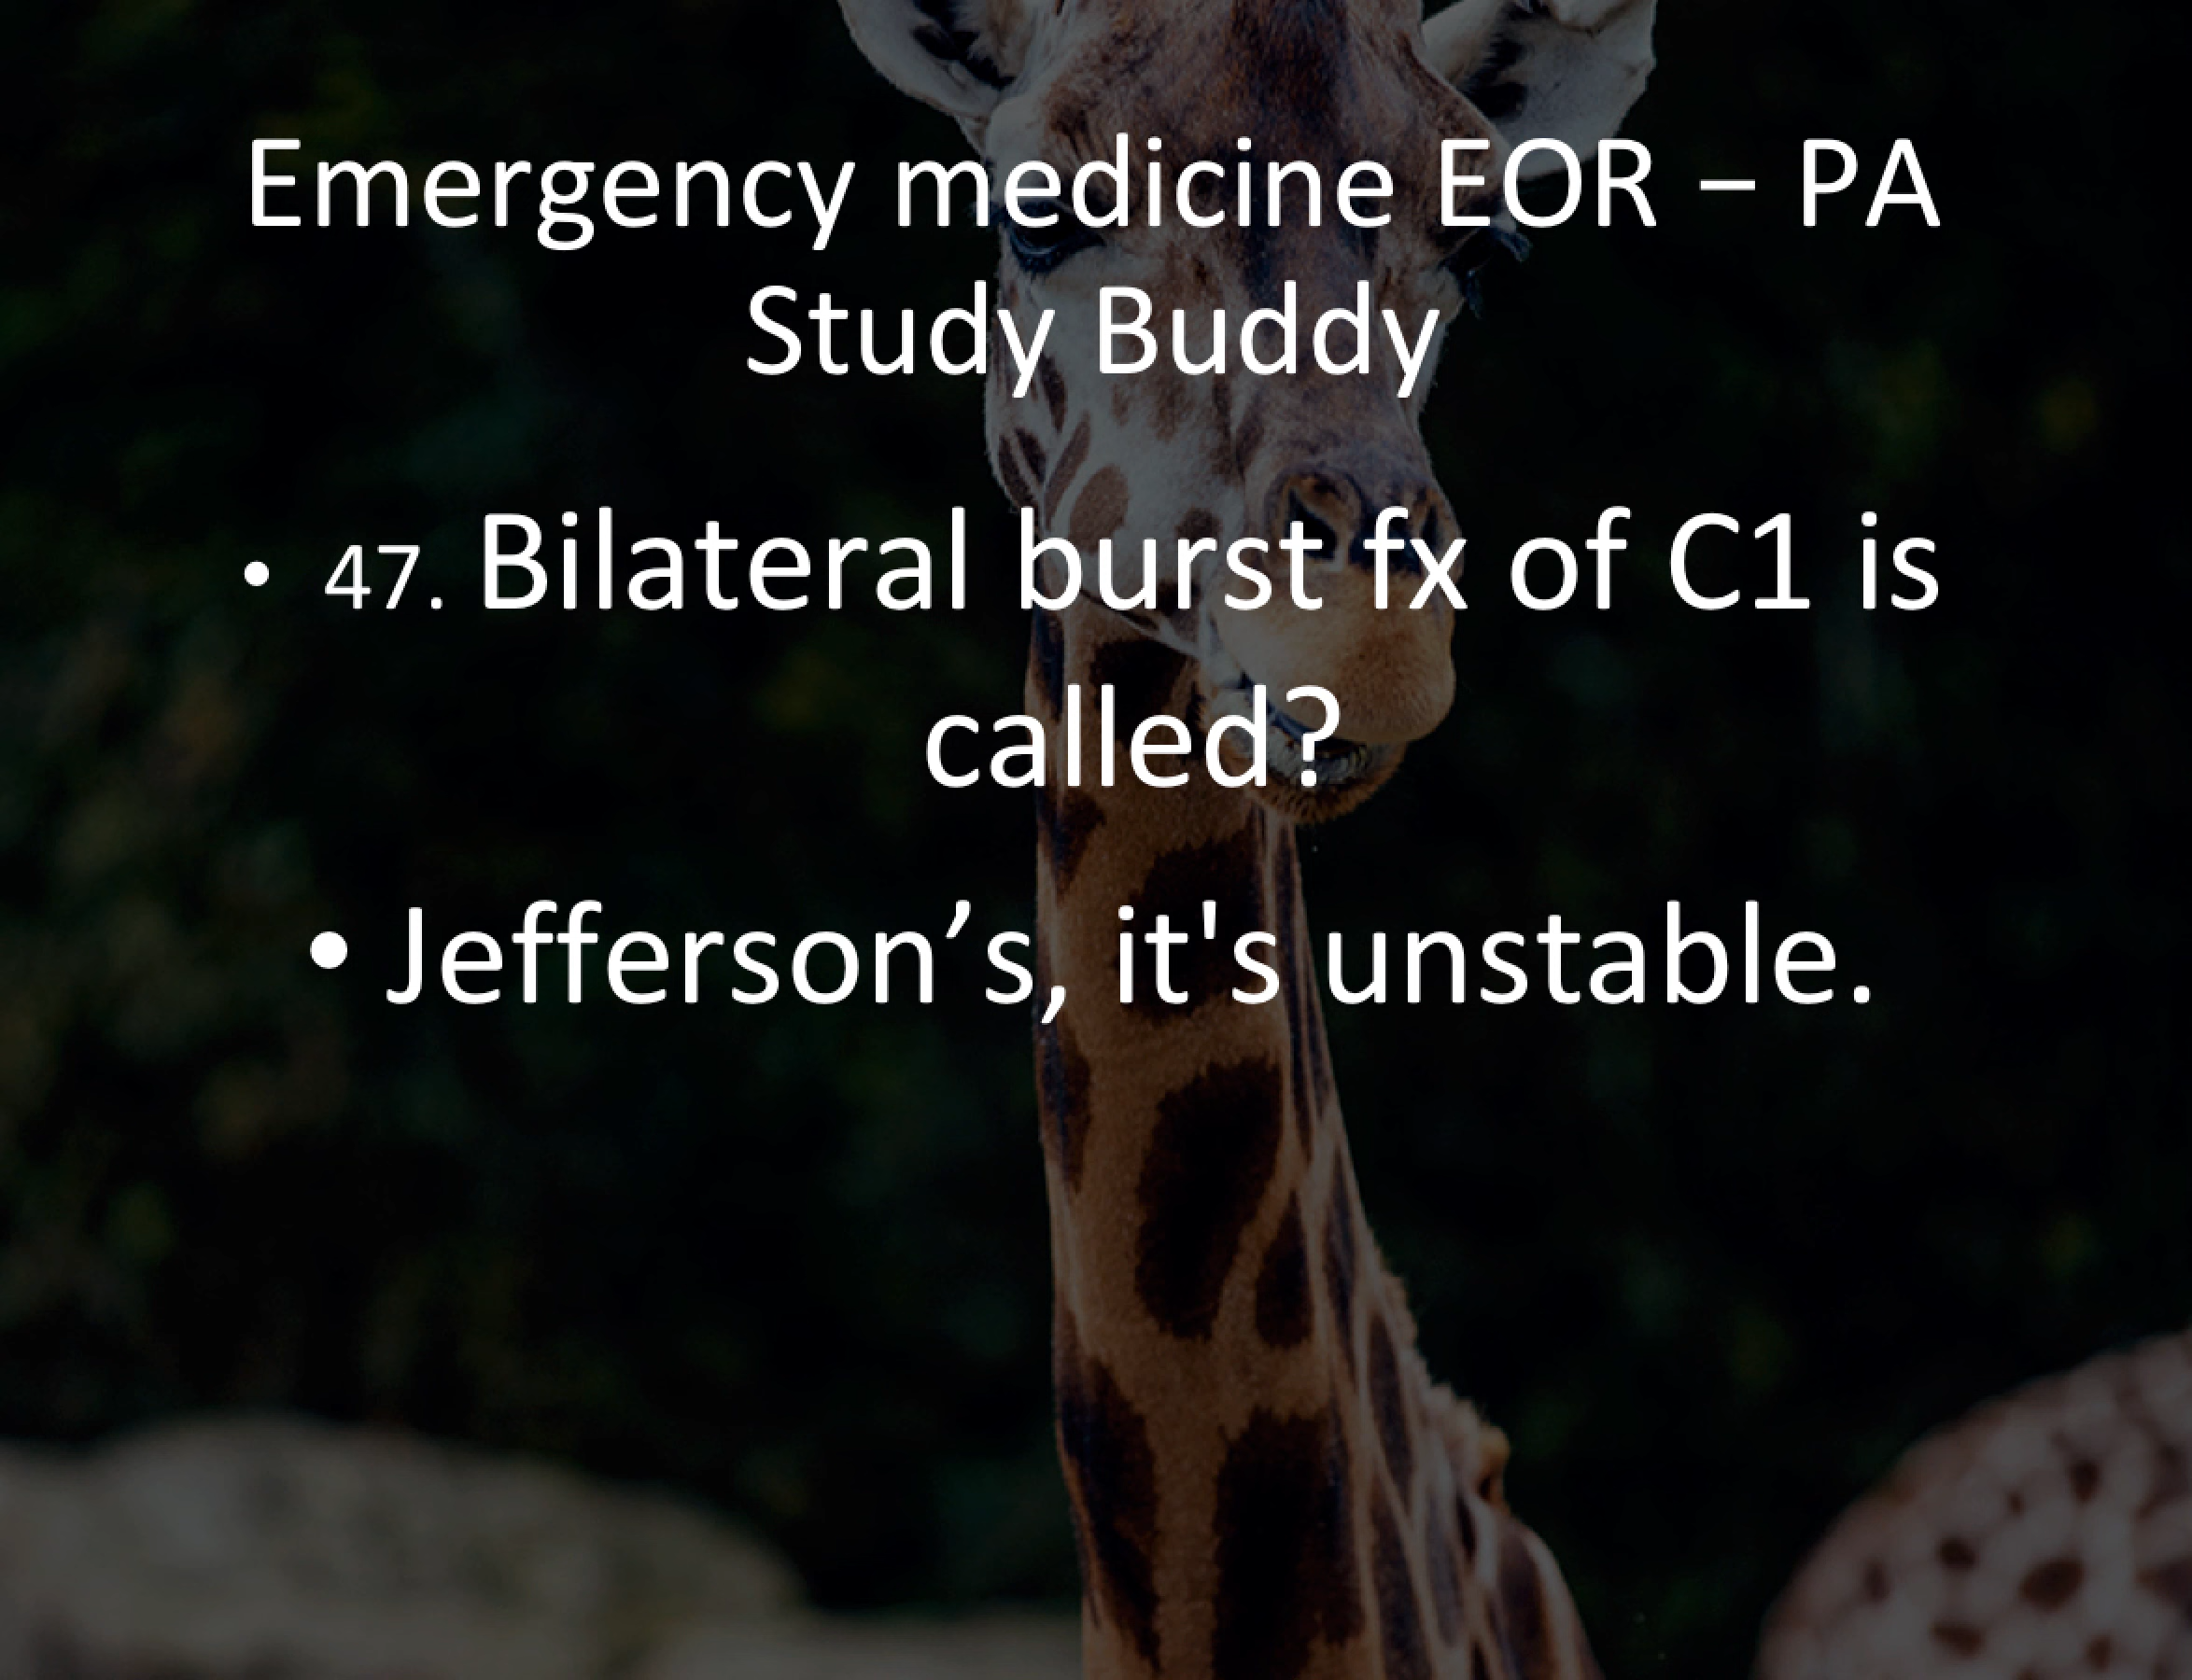 Emergency medicine EOR – PA
Study Buddy
• 47. Bilateral burst fx of C1 is
called?
• Jefferson’s, it's unstable.